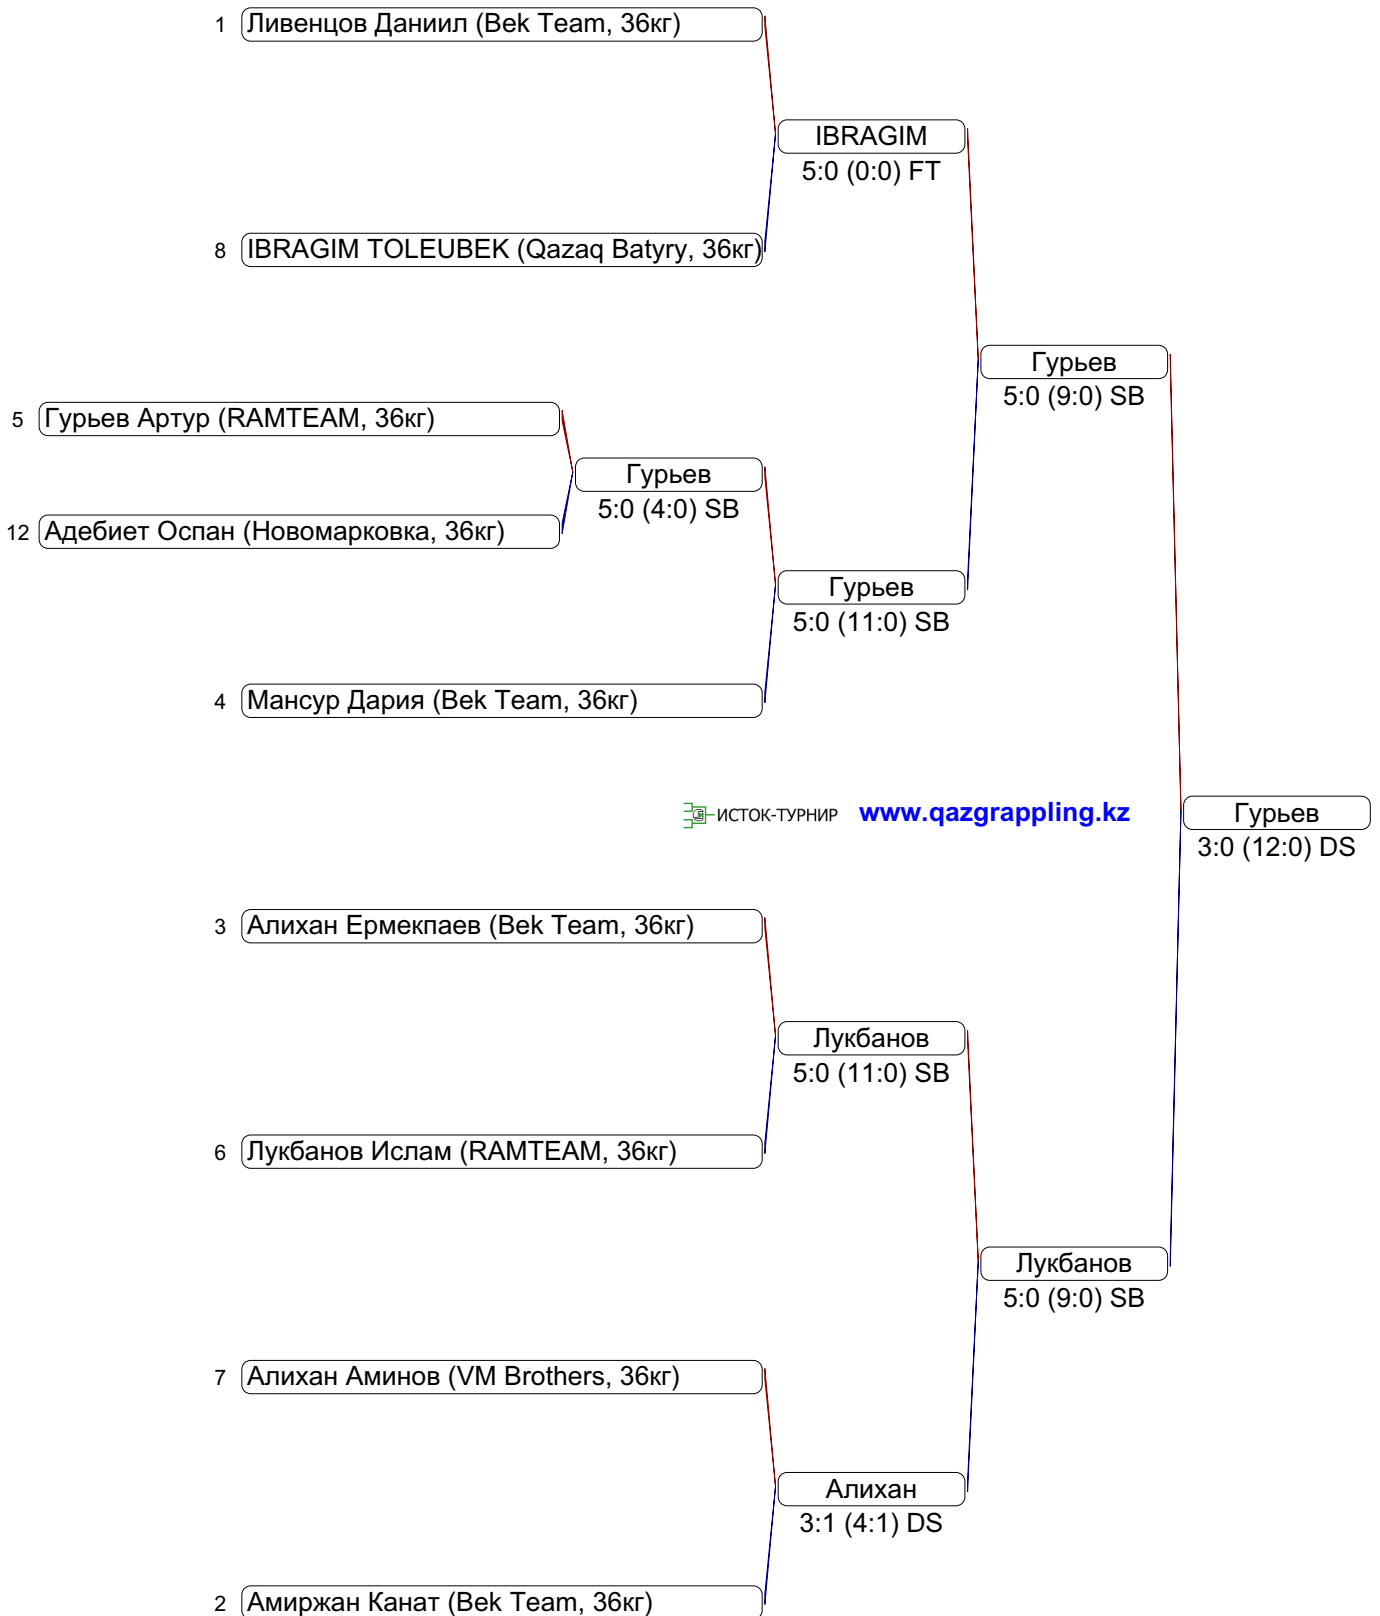 1 Ливенцов Даниил (Bek Team, 36кг)
IBRAGIM
5:0 (0:0) FT
8 IBRAGIM TOLEUBEK (Qazaq Batyry, 36кг)
Гурьев
5:0 (9:0) SB
5 Гурьев Артур (RAMTEAM, 36кг)
Гурьев
5:0 (4:0) SB
12 Адебиет Оспан (Новомарковка, 36кг)
Гурьев
5:0 (11:0) SB
4 Мансур Дария (Bek Team, 36кг)
ИСТОК-ТУРНИР www.qazgrappling.kz
Гурьев
3:0 (12:0) DS
3 Алихан Ермекпаев (Bek Team, 36кг)
Лукбанов
5:0 (11:0) SB
6 Лукбанов Ислам (RAMTEAM, 36кг)
Лукбанов
5:0 (9:0) SB
7 Алихан Аминов (VM Brothers, 36кг)
Алихан
3:1 (4:1) DS
2 Амиржан Канат (Bek Team, 36кг)